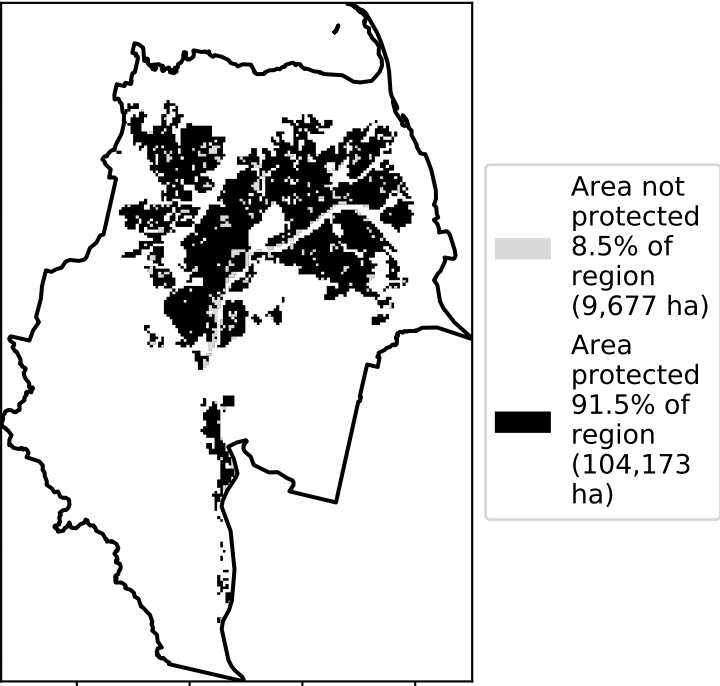 Area not
protected
8.5% of
region
(9,677 ha)
Area
protected
91.5% of
region
(104,173
ha)